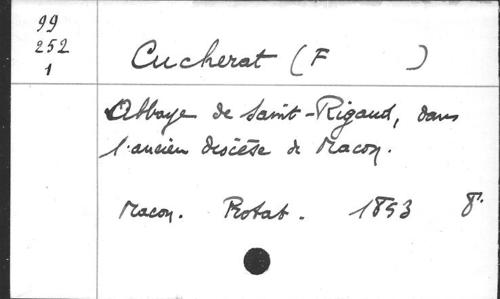 99
252
1
Cucherat (F )
Abbaye de Saint-Rigaud, dans
l'ancien diocèse de Macon.
Macon. Protat. 1853 8°